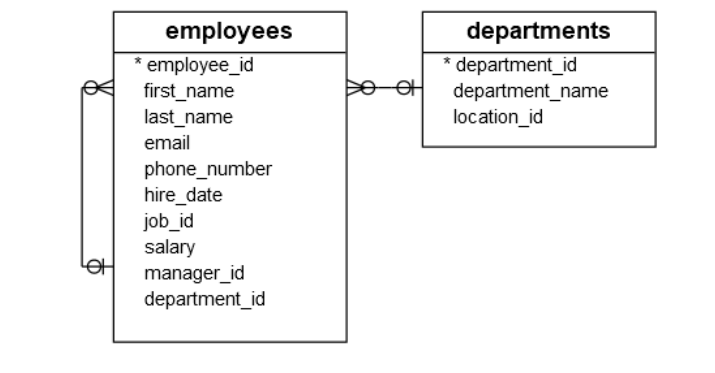 employees
* employee_id
first_name
last_name
email
phone_number
hire_date
job_id
salary
manager_id
department_id
departments
* department_id
department_name
location_id